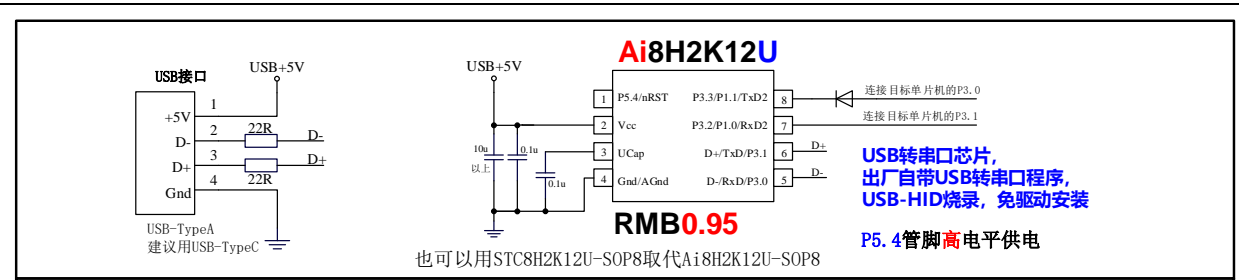 USB接口
USB+5V
1
+5V
2
22R
D-
D-
3
D+
D+
4
22R
Gnd
USB-TypeA
建议用USB-TypeC
USB+5V
Ai8H2K12U
1
P5.4/nRST
P3.3/P1.1/TxD2
8
连接目标单片机的P3.0
2
Vcc
P3.2/P1.0/RxD2
7
连接目标单片机的P3.1
10u
以上
0.1u
3
UCap
D+/TxD/P3.1
6
D+
0.1u
4
Gnd/AGnd
D-/RxD/P3.0
5
D-
RMB0.95
USB转串口芯片,
出厂自带USB转串口程序,
USB-HID烧录, 免驱动安装
P5.4管脚高电平供电
也可以用STC8H2K12U-SOP8取代Ai8H2K12U-SOP8